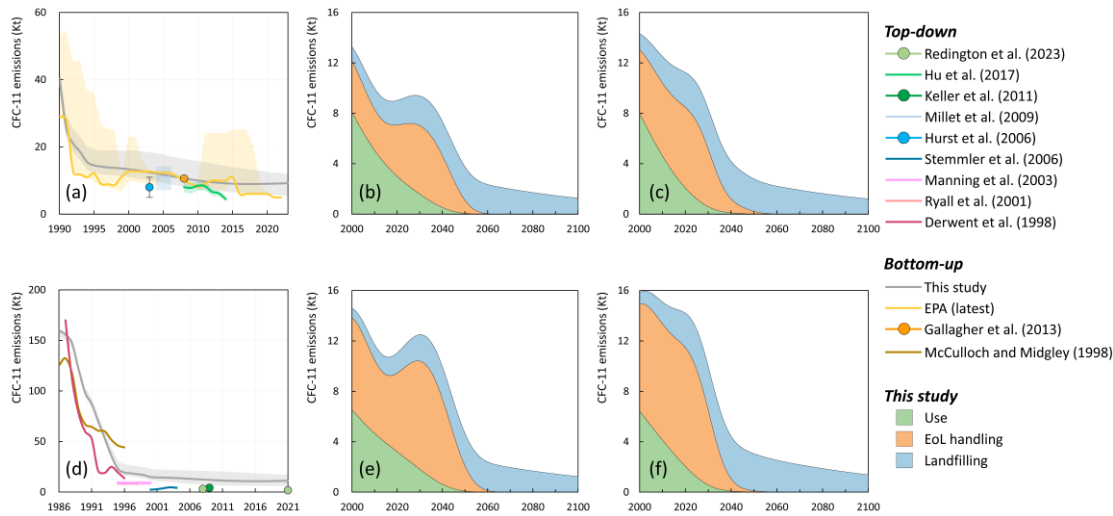 CFC-11 emissions (Kt)
60
40
20
0
(a)
1990 1995 2000 2005 2010 2015 2020
CFC-11 emissions (Kt)
16
12
8
4
0
(b)
2000 2020 2040 2060 2080 2100
CFC-11 emissions (Kt)
16
12
8
4
0
(c)
2000 2020 2040 2060 2080 2100
CFC-11 emissions (Kt)
200
150
100
50
0
(d)
1986 1991 1996 2001 2006 2011 2016 2021
CFC-11 emissions (Kt)
16
12
8
4
0
(e)
2000 2020 2040 2060 2080 2100
CFC-11 emissions (Kt)
16
12
8
4
0
(f)
2000 2020 2040 2060 2080 2100
Top-down
Redington et al. (2023)
Hu et al. (2017)
Keller et al. (2011)
Millet et al. (2009)
Hurst et al. (2006)
Stemmler et al. (2006)
Manning et al. (2003)
Ryall et al. (2001)
Derwent et al. (1998)
Bottom-up
This study
EPA (latest)
Gallagher et al. (2013)
McCulloch and Midgley (1998)
This study
Use
EoL handling
Landfilling